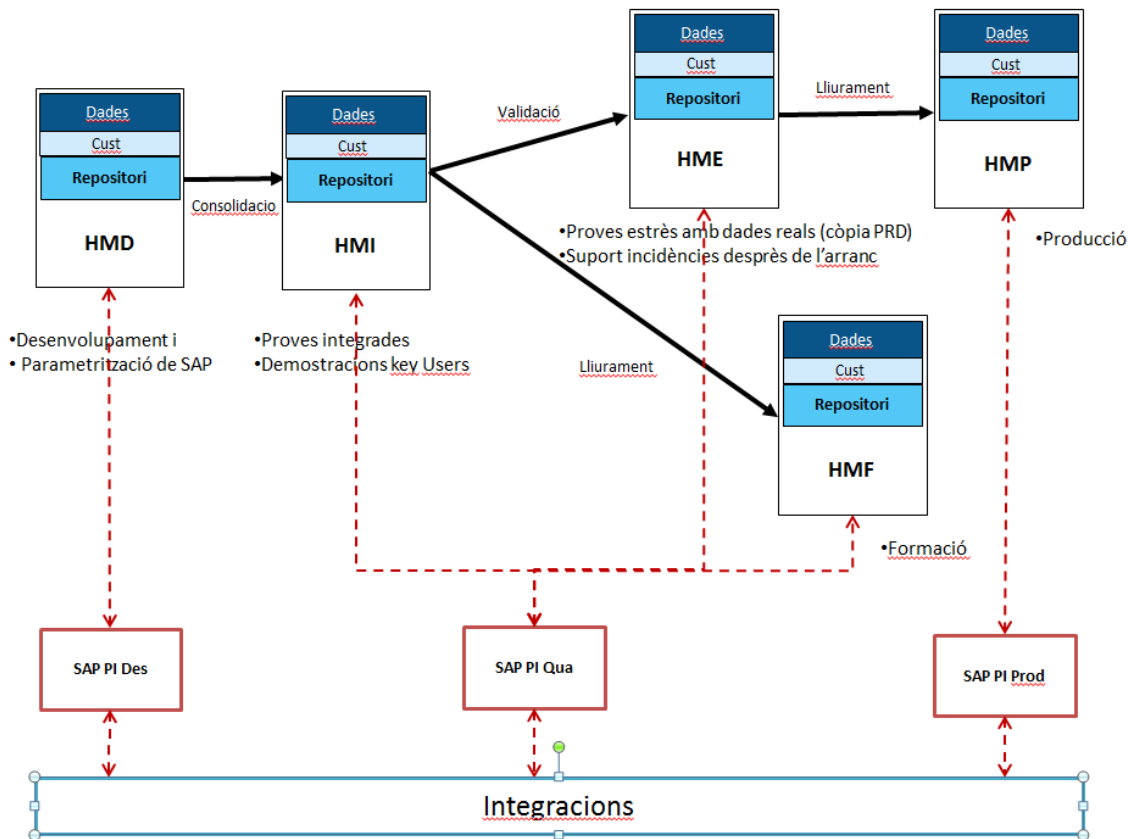 Dades
Cust
Repositori
HMD
Consolidacio
Dades
Cust
Repositori
HMI
Validació
Dades
Cust
Repositori
HME
Lliurament
Dades
Cust
Repositori
HMP
•Desenvolupament i
• Parametrització de SAP
•Proves integrades
•Demostracions key Users
•Proves estrès amb dades reals (còpia PRD)
•Suport incidències desprès de l'arranc
•Producció
Lliurament
Dades
Cust
Repositori
HMF
•Formació
SAP PI Des
SAP PI Qua
SAP PI Prod
Integracions